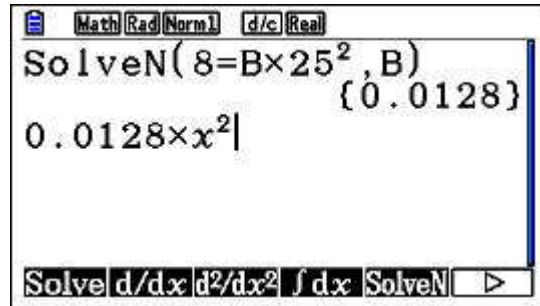 Math Rad Norm1 d/c Real
SolveN(8=B×25²,B)
{0.0128}
0.0128×x²
Solve d/dx d²/dx² ∫dx SolveN ▷